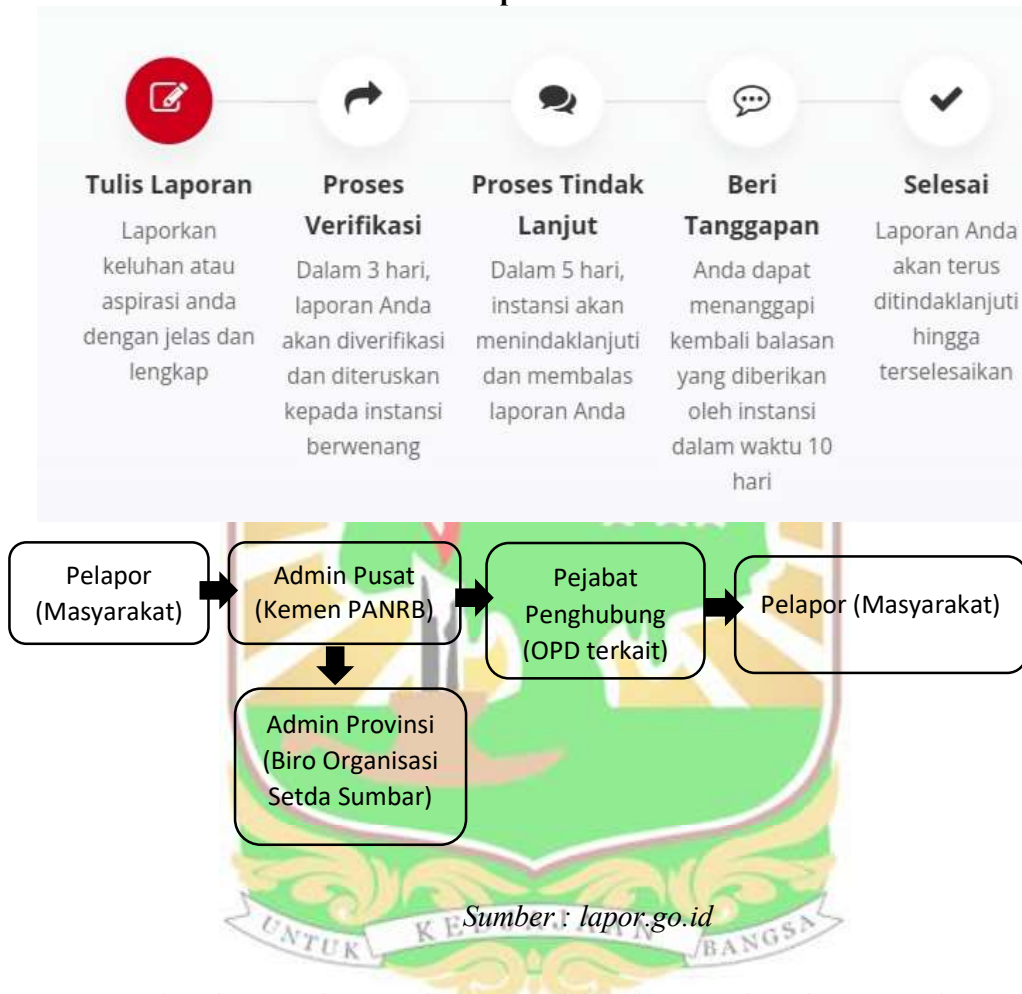 Tulis Laporan
Laporkan
keluhan atau
aspirasi anda
dengan jelas dan
lengkap
Proses
Verifikasi
Dalam 3 hari,
laporan Anda
akan diverifikasi
dan diteruskan
kepada instansi
berwenang
Proses Tindak
Lanjut
Dalam 5 hari,
instansi akan
menindaklanjuti
dan membalas
laporan Anda
Beri
Tanggapan
Anda dapat
menanggapi
kembali balasan
yang diberikan
oleh instansi
dalam waktu 10
hari
Selesai
Laporan Anda
akan terus
ditindaklanjuti
hingga
terselesaikan
Pelapor
(Masyarakat)
Admin Pusat
(Kemen PANRB)
Pejabat
Penghubung
(OPD terkait)
Pelapor (Masyarakat)
Admin Provinsi
(Biro Organisasi
Setda Sumbar)
Sumber : lapor.go.id
UNTUK KEDJAJAAN BANGSA